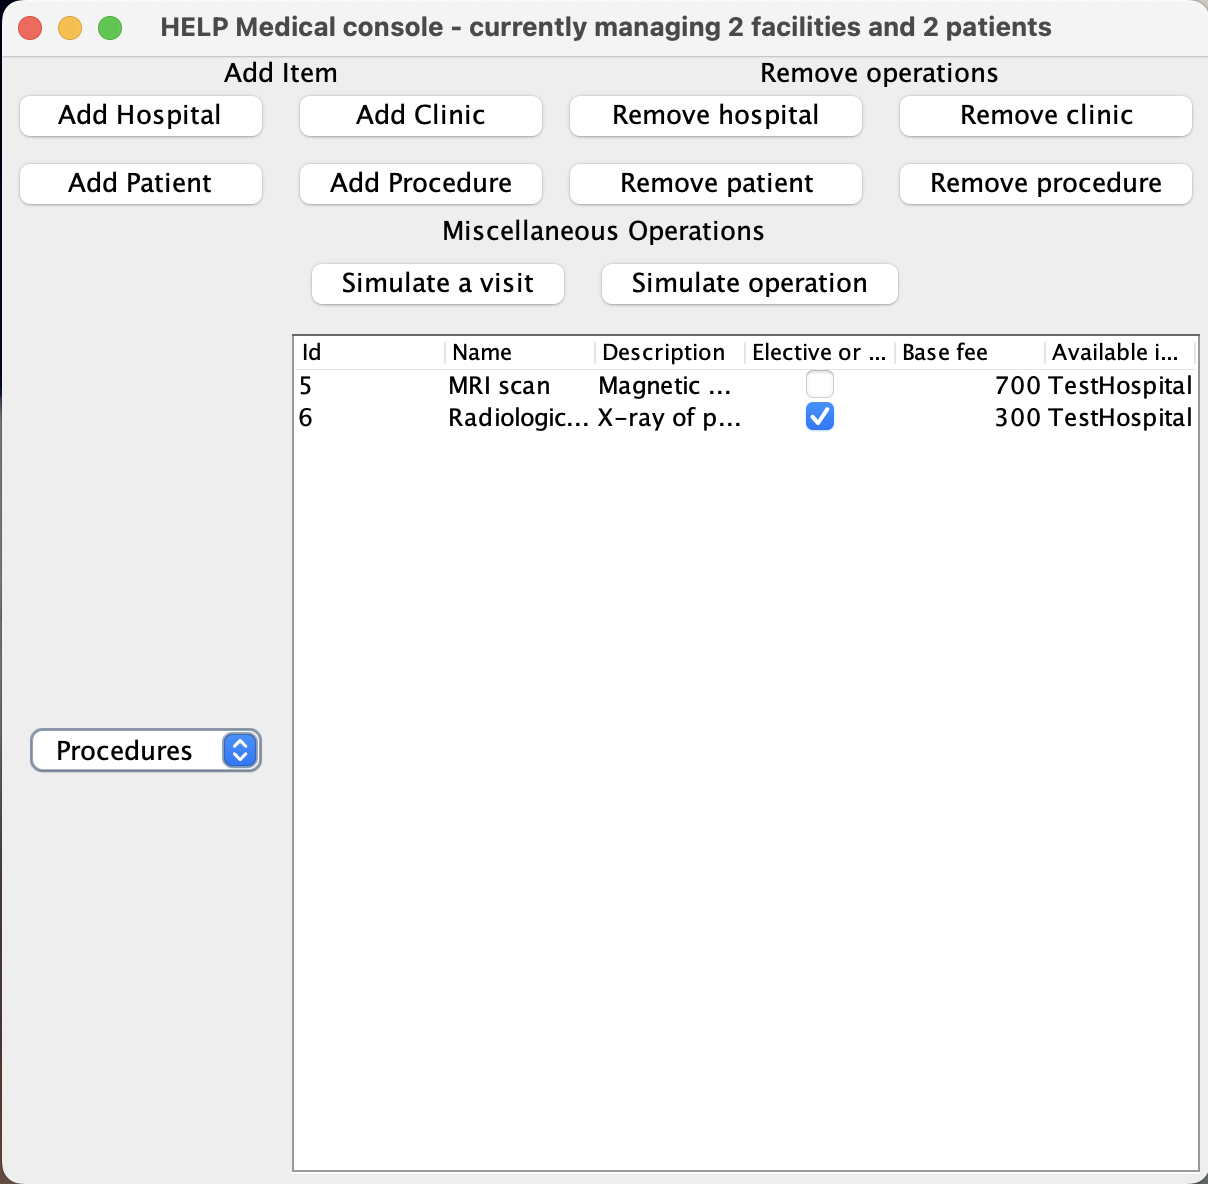 HELP Medical console - currently managing 2 facilities and 2 patients
Add Item Remove operations
Add Hospital Add Clinic Remove hospital Remove clinic
Add Patient Add Procedure Remove patient Remove procedure
Miscellaneous Operations
Simulate a visit Simulate operation
Id Name Description Elective or ... Base fee Available i...
5 MRI scan Magnetic ... 700 TestHospital
6 Radiologic... X-ray of p... 300 TestHospital
Procedures